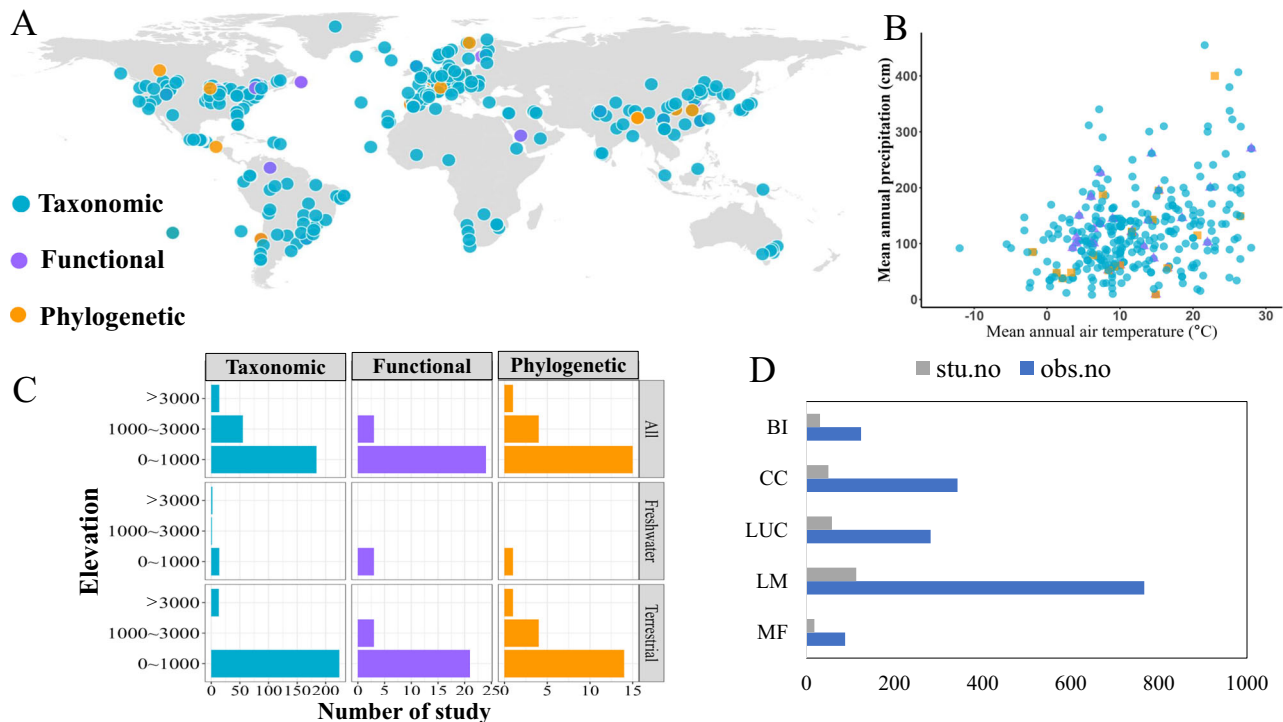 A
Taxonomic
Functional
Phylogenetic
B
Mean annual precipitation (cm)
400
300
200
100
0
-10 0 10 20 30
Mean annual air temperature (°C)
C
Taxonomic Functional Phylogenetic
Elevation
>3000
1000~3000
0~1000
All
>3000
1000~3000
0~1000
Freshwater
>3000
1000~3000
0~1000
Terrestrial
0 50 100 150 200 0 5 10 15 20 25 0 5 10 15
Number of study
D
stu.no obs.no
BI
CC
LUC
LM
MF
0 200 400 600 800 1000